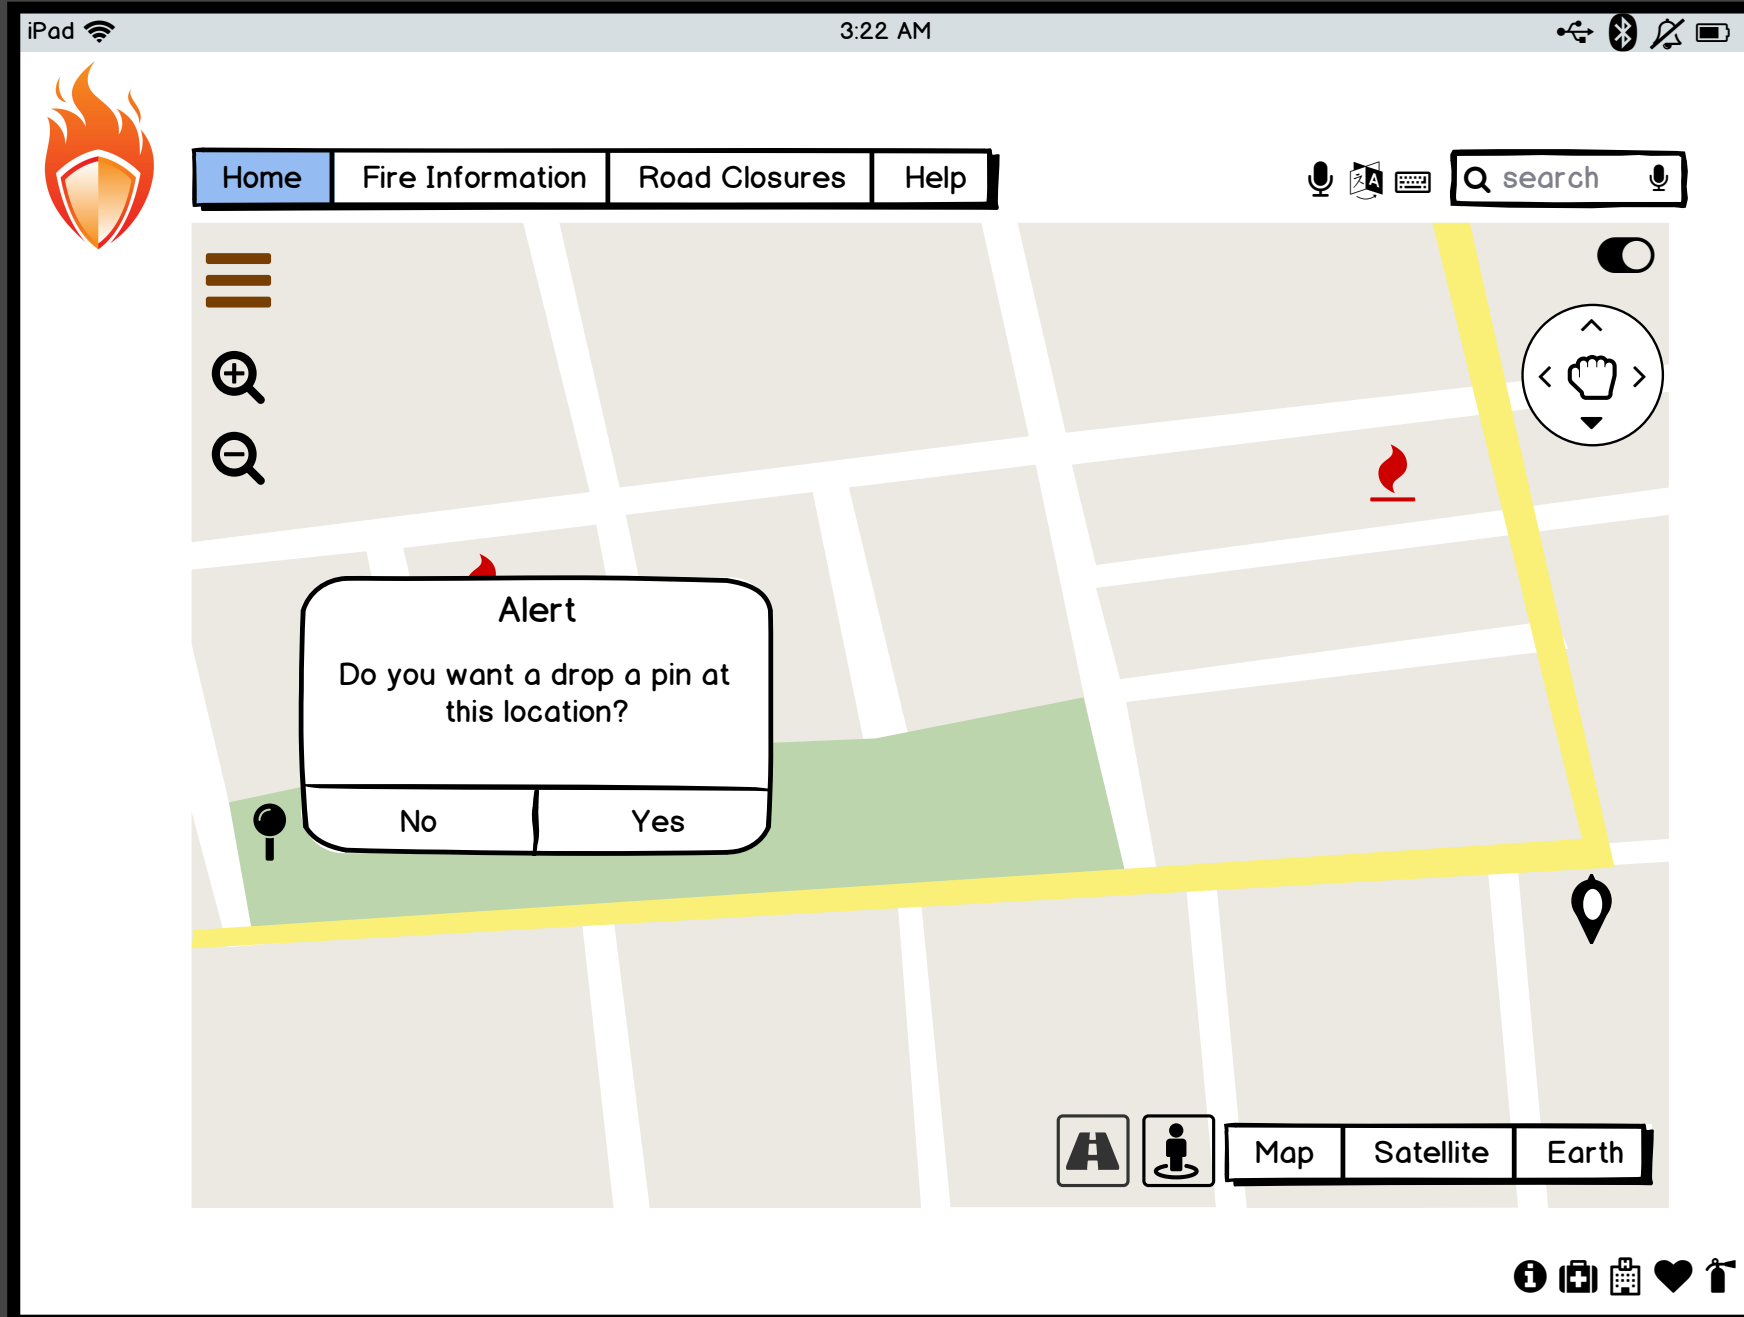 iPad
3:22 AM
Home
Fire Information
Road Closures
Help
search
Alert
Do you want a drop a pin at
this location?
No
Yes
Map
Satellite
Earth